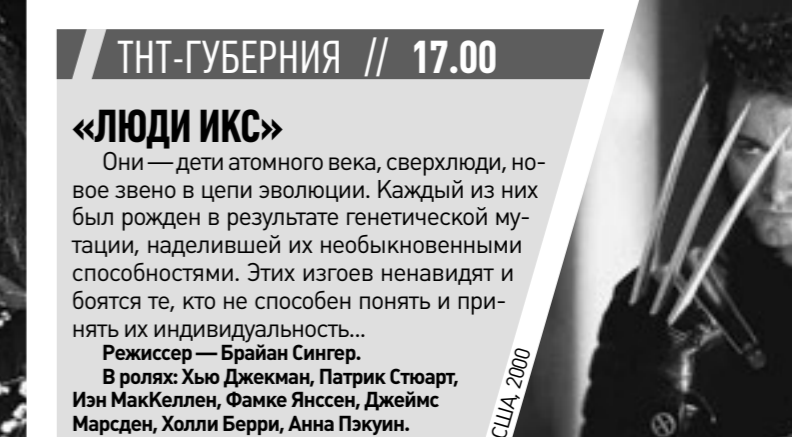 ТНТ-ГУБЕРНИЯ // 17.00
«ЛЮДИ ИКС»
Они — дети атомного века, сверхлюди, но-
вое звено в цепи эволюции. Каждый из них
был рожден в результате генетической му-
тации, наделившей их необыкновенными
способностями. Этих изгоев ненавидят и
боятся те, кто не способен понять и при-
нять их индивидуальность...
Режиссер — Брайан Сингер.
В ролях: Хью Джекман, Патрик Стюарт,
Иэн МакКеллен, Фамке Янссен, Джеймс
Марсден, Холли Берри, Анна Пэкуин.
США, 2000